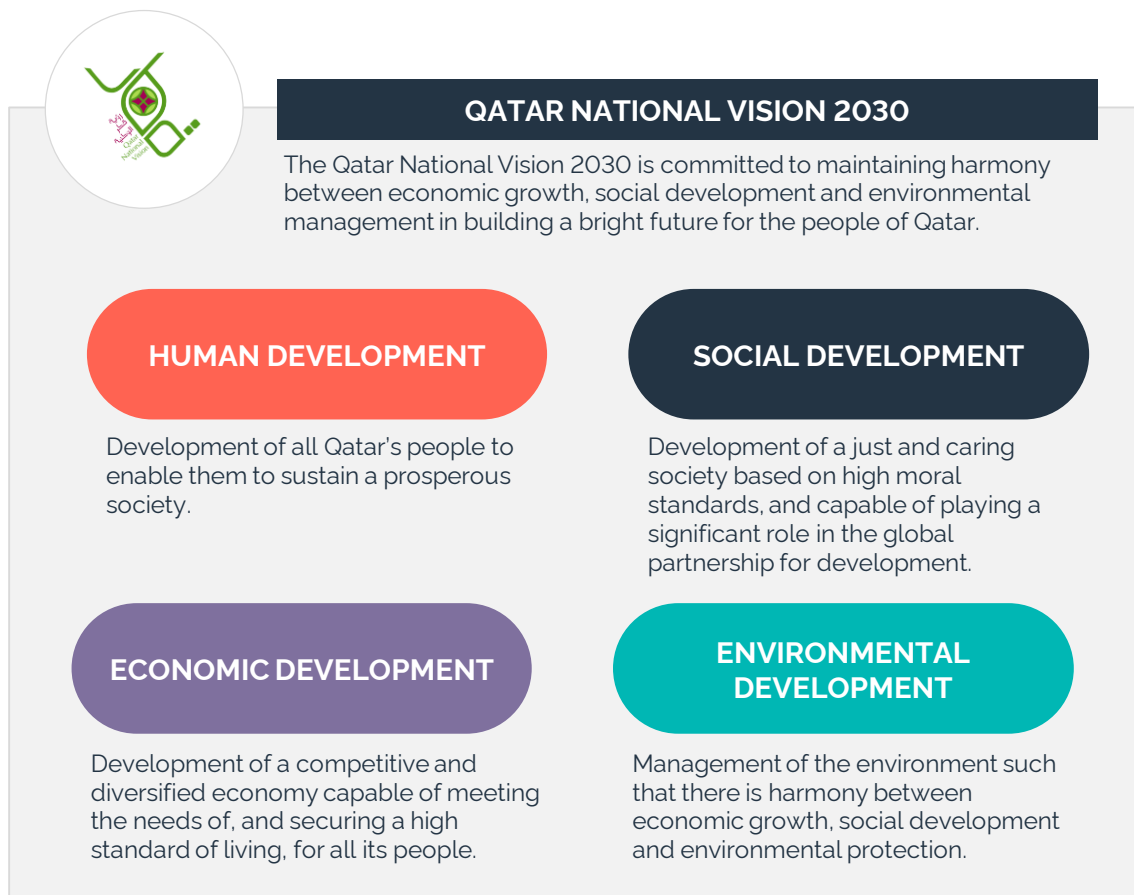 رؤية
قطر
الوطنية
Qatar
National
Vision
QATAR NATIONAL VISION 2030
The Qatar National Vision 2030 is committed to maintaining harmony
between economic growth, social development and environmental
management in building a bright future for the people of Qatar.
HUMAN DEVELOPMENT
Development of all Qatar's people to
enable them to sustain a prosperous
society.
SOCIAL DEVELOPMENT
Development of a just and caring
society based on high moral
standards, and capable of playing a
significant role in the global
partnership for development.
ECONOMIC DEVELOPMENT
Development of a competitive and
diversified economy capable of meeting
the needs of, and securing a high
standard of living, for all its people.
ENVIRONMENTAL
DEVELOPMENT
Management of the environment such
that there is harmony between
economic growth, social development
and environmental protection.